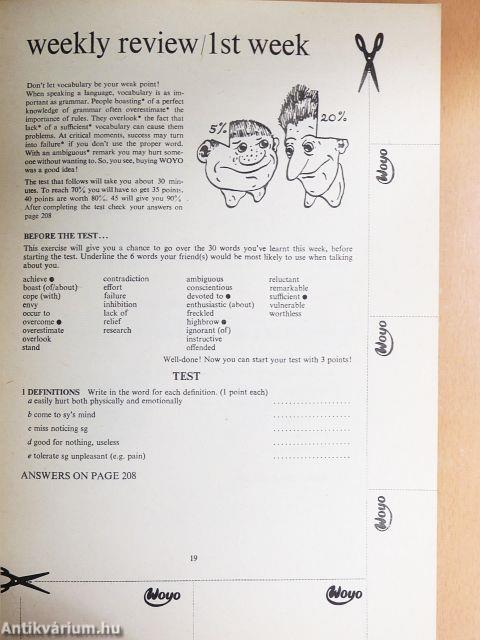 weekly review/1st week
Don't let vocabulary be your weak point!
When speaking a language, vocabulary is as im-
portant as grammar. People boasting* of a perfect
knowledge of grammar often overestimate* the
importance of rules. They overlook* the fact that
lack* of a sufficient* vocabulary can cause them
problems. At critical moments, success may turn
into failure* if you don't use the proper word.
With an ambiguous* remark you may hurt some-
one without wanting to. So, you see, buying WOYO
was a good idea!
The test that follows will take you about 30 min-
utes. To reach 70% you will have to get 35 points.
40 points are worth 80%. 45 will give you 90%.
After completing the test check your answers on
page 208
5%
20%
BEFORE THE TEST...
This exercise will give you a chance to go over the 30 words you've learnt this week, before
starting the test. Underline the 6 words your friend(s) would be most likely to use when talking
about you.
achieve ●
boast (of/about)
cope (with)
envy
occur to
overcome ●
overestimate
overlook
stand
contradiction
effort
failure
inhibition
lack of
relief
research
ambiguous
conscientious
devoted to ●
enthusiastic (about)
freckled
highbrow ●
ignorant (of)
instructive
offended
reluctant
remarkable
sufficient ●
vulnerable
worthless
Well-done! Now you can start your test with 3 points!
TEST
1 DEFINITIONS Write in the word for each definition. (1 point each)
a easily hurt both physically and emotionally
b come to sy's mind
c miss noticing sg
d good for nothing, useless
e tolerate sg unpleasant (e.g. pain)
ANSWERS ON PAGE 208
19
Woyo
Woyo
Woyo
Woyo
Woyo
Antikvárium.hu